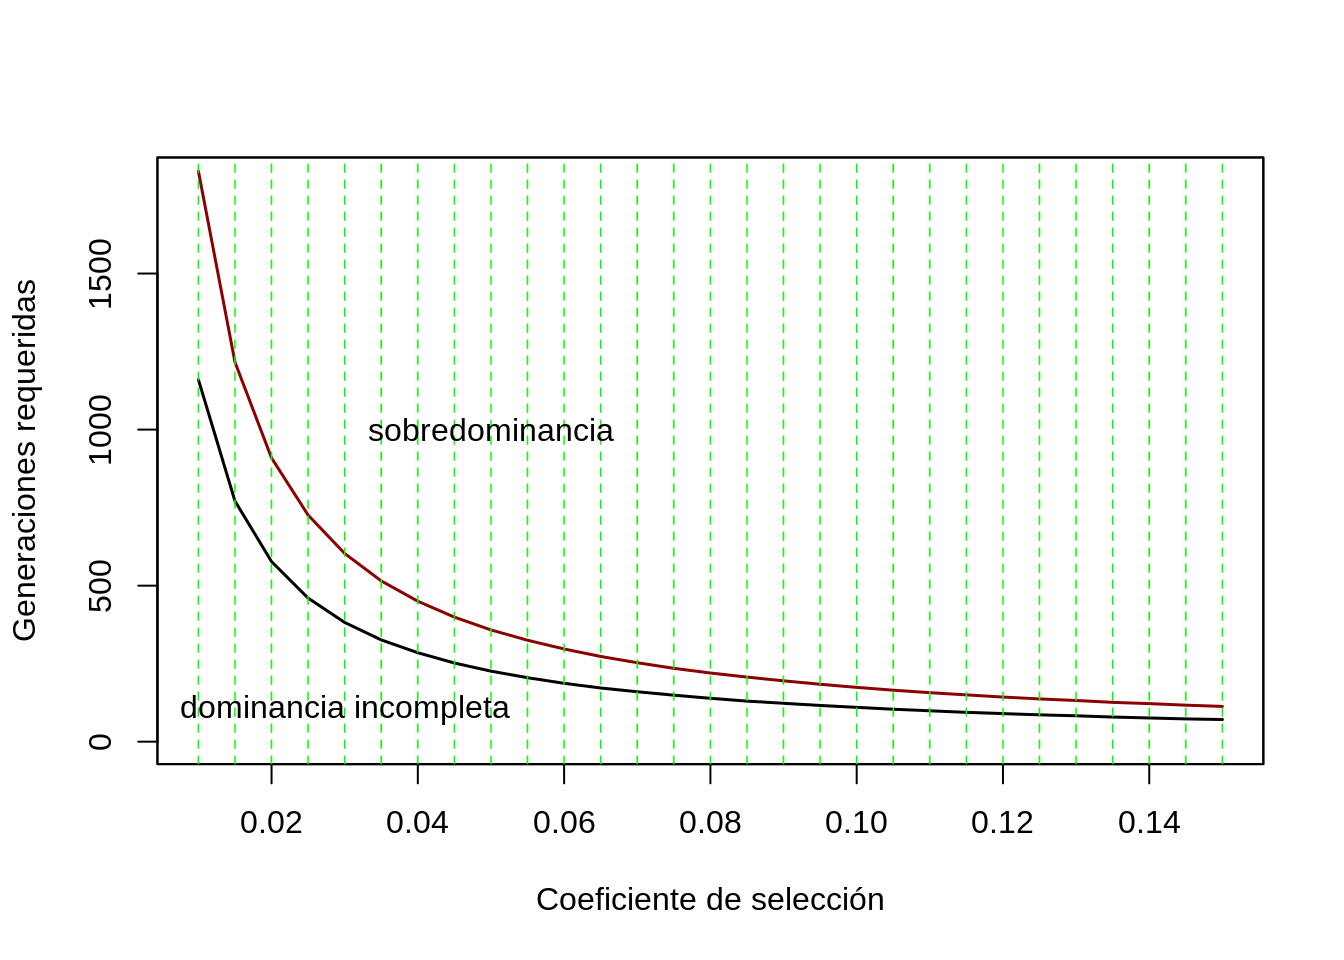 Generaciones requeridas
1500
1000
500
0
sobredominancia
dominancia incompleta
0.02 0.04 0.06 0.08 0.10 0.12 0.14
Coeficiente de selección